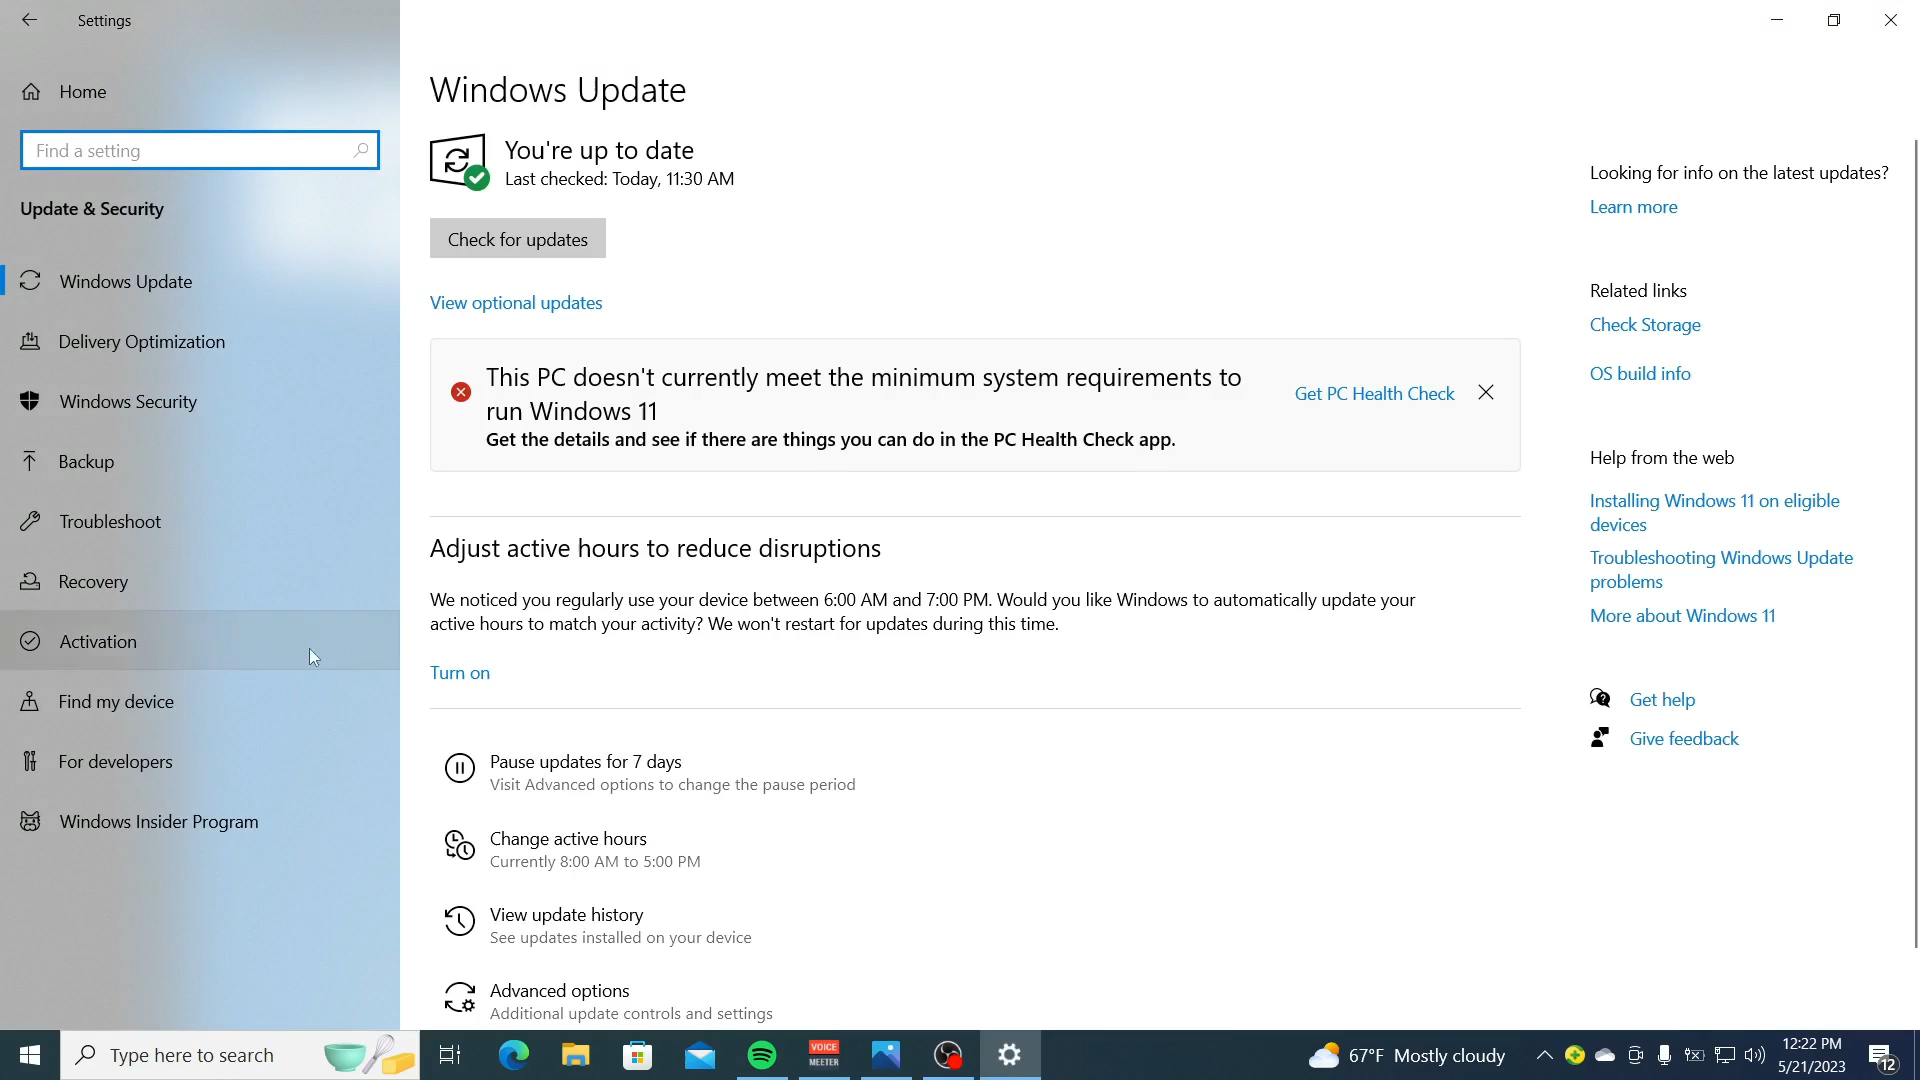 Settings
Home
Find a setting
Update & Security
Windows Update
Delivery Optimization
Windows Security
Backup
Troubleshoot
Recovery
Activation
Find my device
For developers
Windows Insider Program
Windows Update
You're up to date
Last checked: Today, 11:30 AM
Check for updates
View optional updates
This PC doesn't currently meet the minimum system requirements to
run Windows 11
Get the details and see if there are things you can do in the PC Health Check app.
Get PC Health Check
Adjust active hours to reduce disruptions
We noticed you regularly use your device between 6:00 AM and 7:00 PM. Would you like Windows to automatically update your
active hours to match your activity? We won't restart for updates during this time.
Turn on
Pause updates for 7 days
Visit Advanced options to change the pause period
Change active hours
Currently 8:00 AM to 5:00 PM
View update history
See updates installed on your device
Advanced options
Additional update controls and settings
Looking for info on the latest updates?
Learn more
Related links
Check Storage
OS build info
Help from the web
Installing Windows 11 on eligible
devices
Troubleshooting Windows Update
problems
More about Windows 11
Get help
Give feedback
Type here to search
VOICE
MEETER
67°F Mostly cloudy
12:22 PM
5/21/2023
12